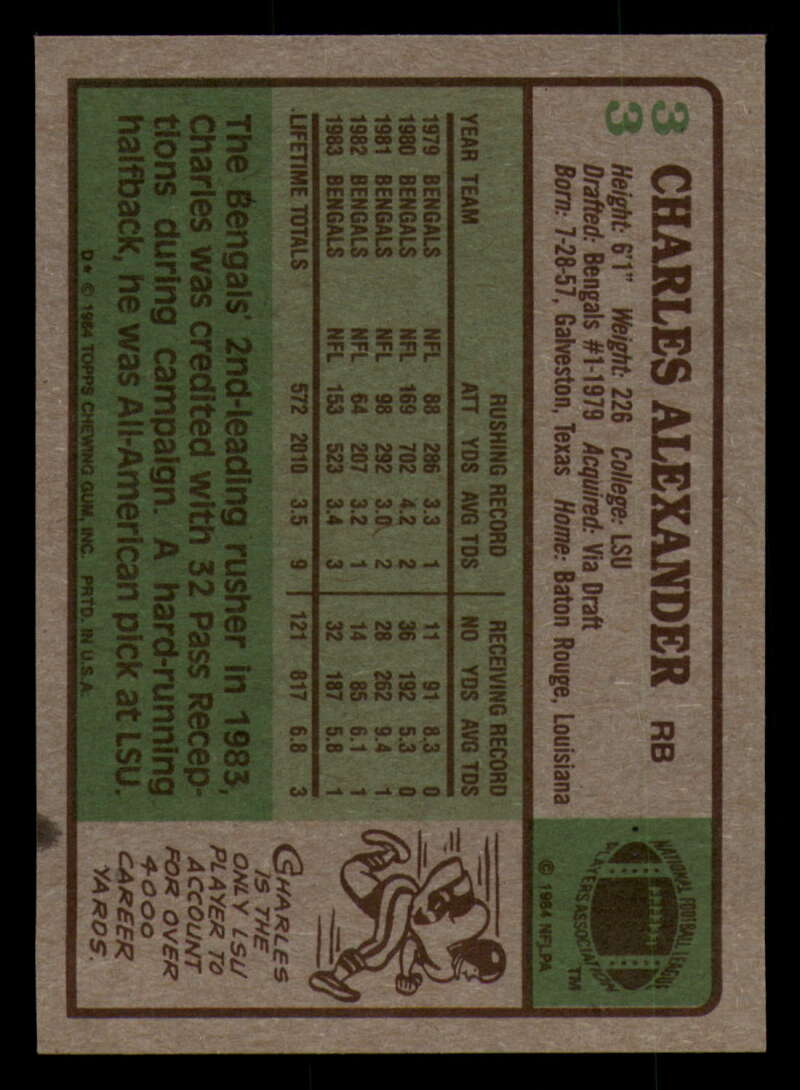 33 CHARLES ALEXANDER RB
Height: 6'1" Weight: 226 College: LSU
Drafted: Bengals #1-1979 Acquired: Via Draft
Born: 7-28-57, Galveston, Texas Home: Baton Rouge, Louisiana
NATIONAL FOOTBALL LEAGUE
PLAYERS ASSOCIATION
TM
© 1984 NFLPA
RUSHING RECORD RECEIVING RECORD
YEAR TEAM ATT YDS AVG TDS NO YDS AVG TDS
1979 BENGALS NFL 88 286 3.3 1 11 91 8.3 0
1980 BENGALS NFL 169 702 4.2 2 36 192 5.3 0
1981 BENGALS NFL 98 292 3.0 2 28 262 9.4 1
1982 BENGALS NFL 64 207 3.2 1 14 85 6.1 1
1983 BENGALS NFL 153 523 3.4 3 32 187 5.8 1
LIFETIME TOTALS 572 2010 3.5 9 121 817 6.8 3
The Bengals' 2nd-leading rusher in 1983,
Charles was credited with 32 Pass Recep-
tions during campaign. A hard-running
halfback, he was All-American pick at LSU.
D* © 1984 TOPPS CHEWING GUM, INC. PRTD. IN U.S.A.
CHARLES
IS THE
ONLY LSU
PLAYER TO
ACCOUNT
FOR OVER
4000
CAREER
YARDS.